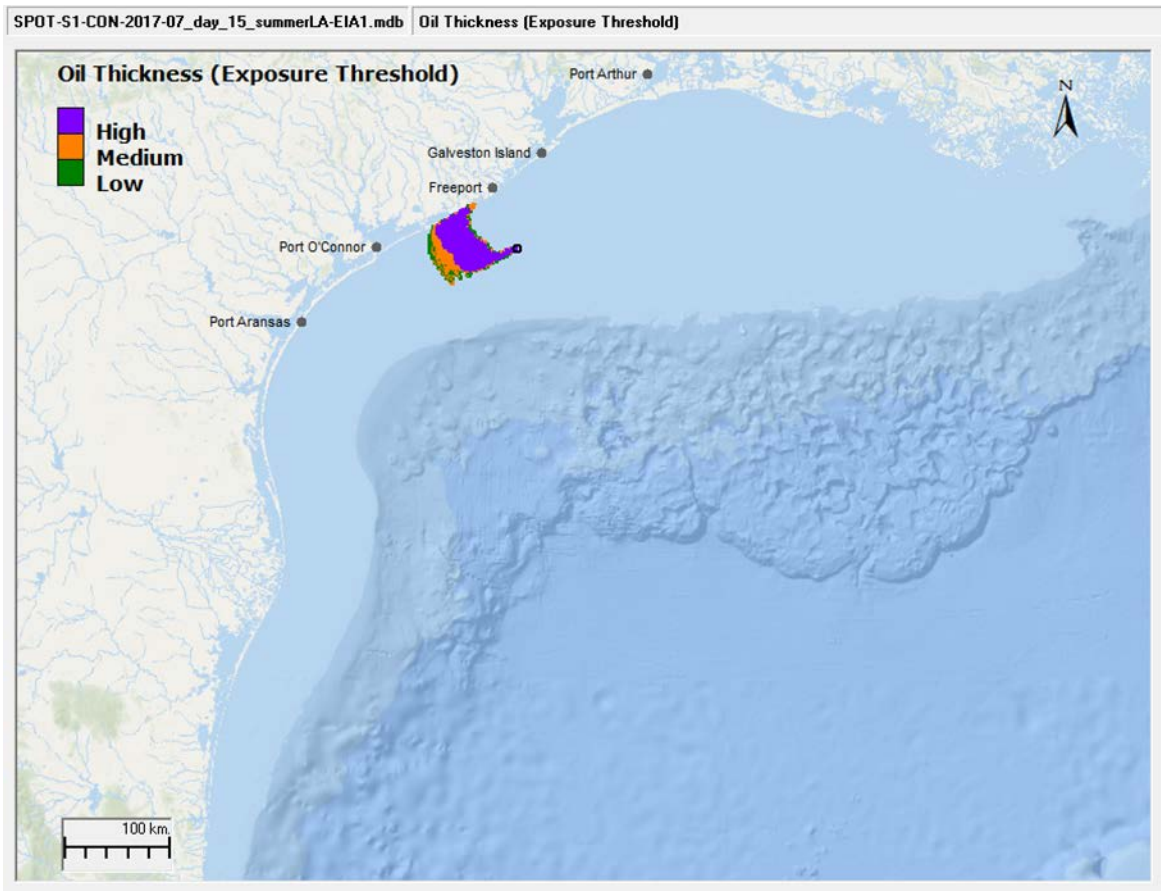 SPOT-S1-CON-2017-07_day_15_summerLA-EIA1.mdb Oil Thickness (Exposure Threshold)
Oil Thickness (Exposure Threshold)
High
Medium
Low
Port Arthur
N
Galveston Island
Freeport
Port O'Connor
Port Aransas
100 km.